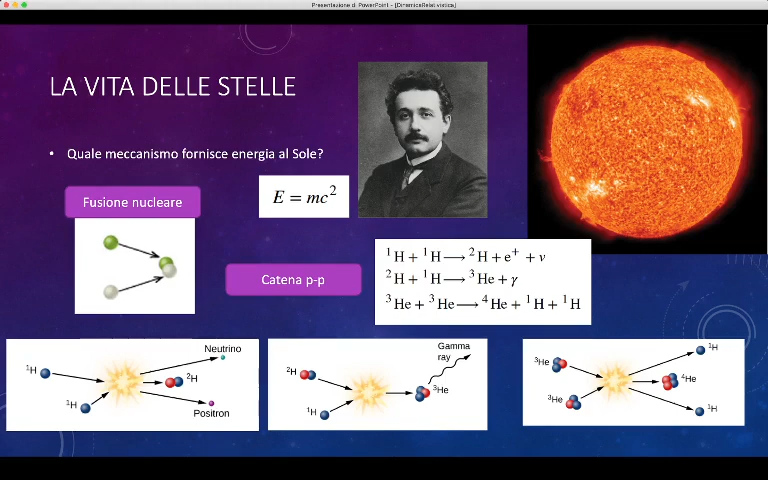 Presentazione di PowerPoint - [DinamicaRelativistica]
LA VITA DELLE STELLE
• Quale meccanismo fornisce energia al Sole?
Fusione nucleare
E = mc²
Catena p-p
¹H + ¹H ⟶ ²H + e⁺ + ν
²H + ¹H ⟶ ³He + γ
³He + ³He ⟶ ⁴He + ¹H + ¹H
¹H
¹H
Neutrino
²H
Positron
²H
¹H
Gamma
ray
³He
³He
³He
¹H
⁴He
¹H